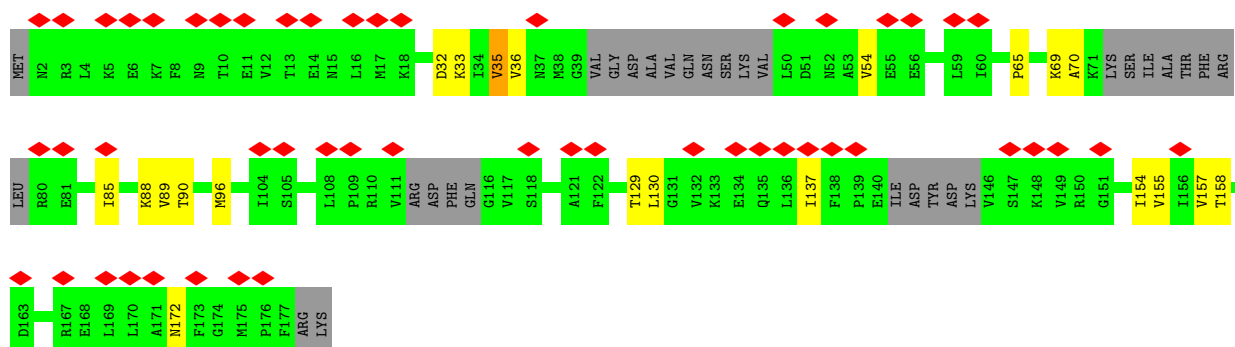 MET N2 R3 L4 K5 E6 K7 F8 N9 T10 E11 V12 T13 E14 N15 L16 M17 K18 D32 K33 I34 V35 V36 N37 M38 G39 VAL GLY ASP ALA VAL GLN ASN SER LYS VAL L50 D51 N52 A53 V54 E55 E56 L59 I60 P65 K69 A70 K71 LYS SER ILE ALA THR PHE ARG
LEU R80 E81 I85 K88 V89 T90 M96 I104 S105 L108 P109 R110 V111 ARG ASP PHE GLN G116 V117 S118 A121 F122 T129 L130 G131 V132 K133 E134 Q135 L136 I137 F138 P139 E140 ILE ASP TYR ASP LYS V146 S147 K148 V149 R150 G151 I154 V155 I156 V157 T158
D163 R167 E168 L169 L170 A171 N172 F173 G174 M175 P176 F177 ARG LYS